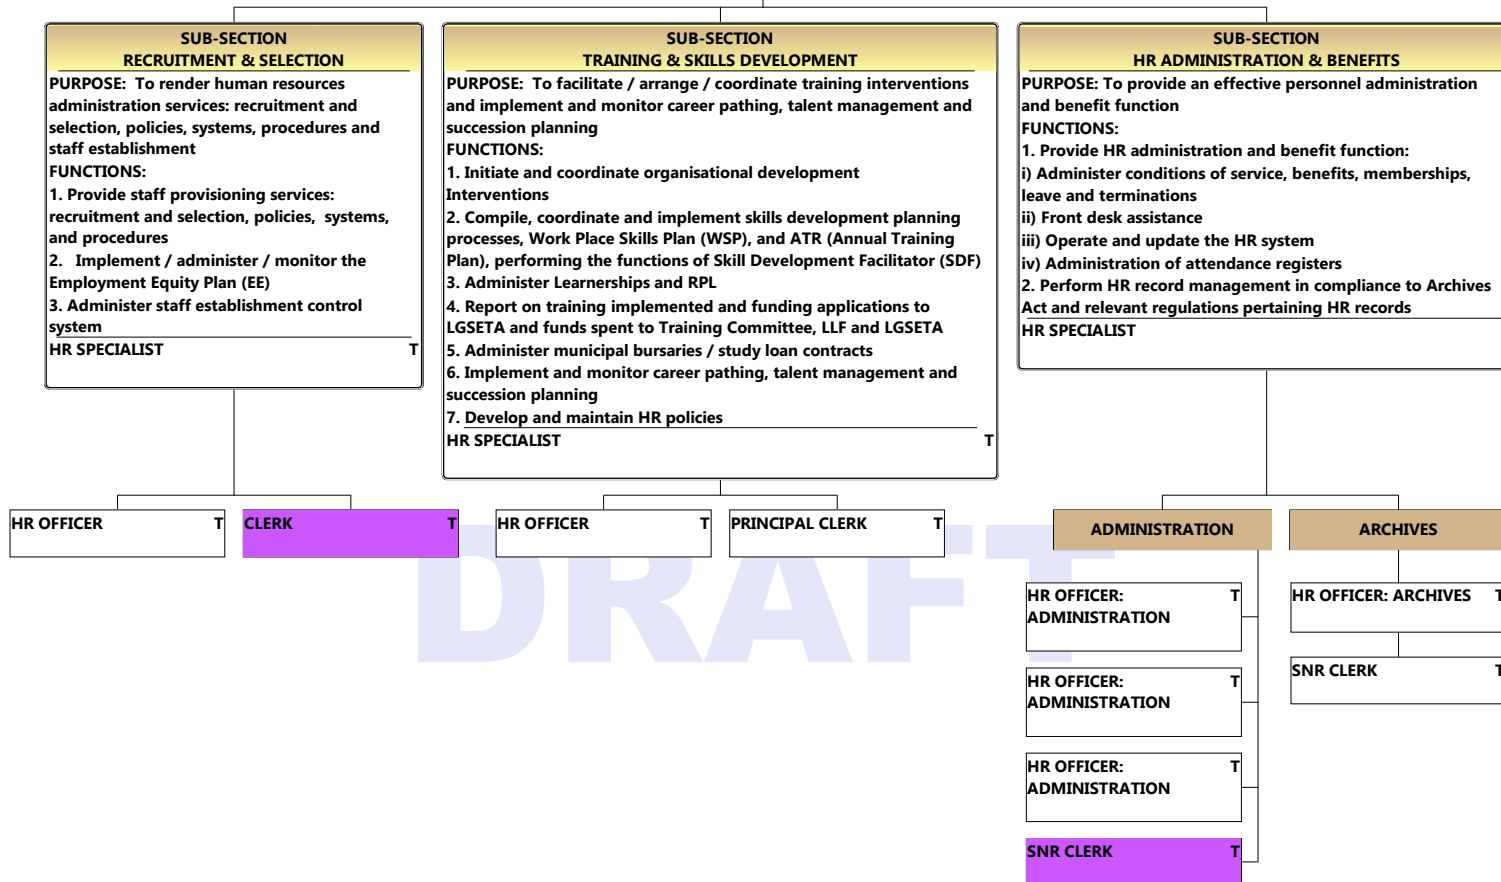 SUB-SECTION
RECRUITMENT & SELECTION
PURPOSE: To render human resources
administration services: recruitment and
selection, policies, systems, procedures and
staff establishment
FUNCTIONS:
1. Provide staff provisioning services:
recruitment and selection, policies, systems,
and procedures
2. Implement / administer / monitor the
Employment Equity Plan (EE)
3. Administer staff establishment control
system
HR SPECIALIST T
SUB-SECTION
TRAINING & SKILLS DEVELOPMENT
PURPOSE: To facilitate / arrange / coordinate training interventions
and implement and monitor career pathing, talent management and
succession planning
FUNCTIONS:
1. Initiate and coordinate organisational development
Interventions
2. Compile, coordinate and implement skills development planning
processes, Work Place Skills Plan (WSP), and ATR (Annual Training
Plan), performing the functions of Skill Development Facilitator (SDF)
3. Administer Learnerships and RPL
4. Report on training implemented and funding applications to
LGSETA and funds spent to Training Committee, LLF and LGSETA
5. Administer municipal bursaries / study loan contracts
6. Implement and monitor career pathing, talent management and
succession planning
7. Develop and maintain HR policies
HR SPECIALIST T
SUB-SECTION
HR ADMINISTRATION & BENEFITS
PURPOSE: To provide an effective personnel administration
and benefit function
FUNCTIONS:
1. Provide HR administration and benefit function:
i) Administer conditions of service, benefits, memberships,
leave and terminations
ii) Front desk assistance
iii) Operate and update the HR system
iv) Administration of attendance registers
2. Perform HR record management in compliance to Archives
Act and relevant regulations pertaining HR records
HR SPECIALIST
HR OFFICER T
CLERK T
HR OFFICER T
PRINCIPAL CLERK T
ADMINISTRATION
ARCHIVES
HR OFFICER: T
ADMINISTRATION
HR OFFICER: T
ADMINISTRATION
HR OFFICER: T
ADMINISTRATION
SNR CLERK T
HR OFFICER: ARCHIVES T
SNR CLERK T
DRAFT